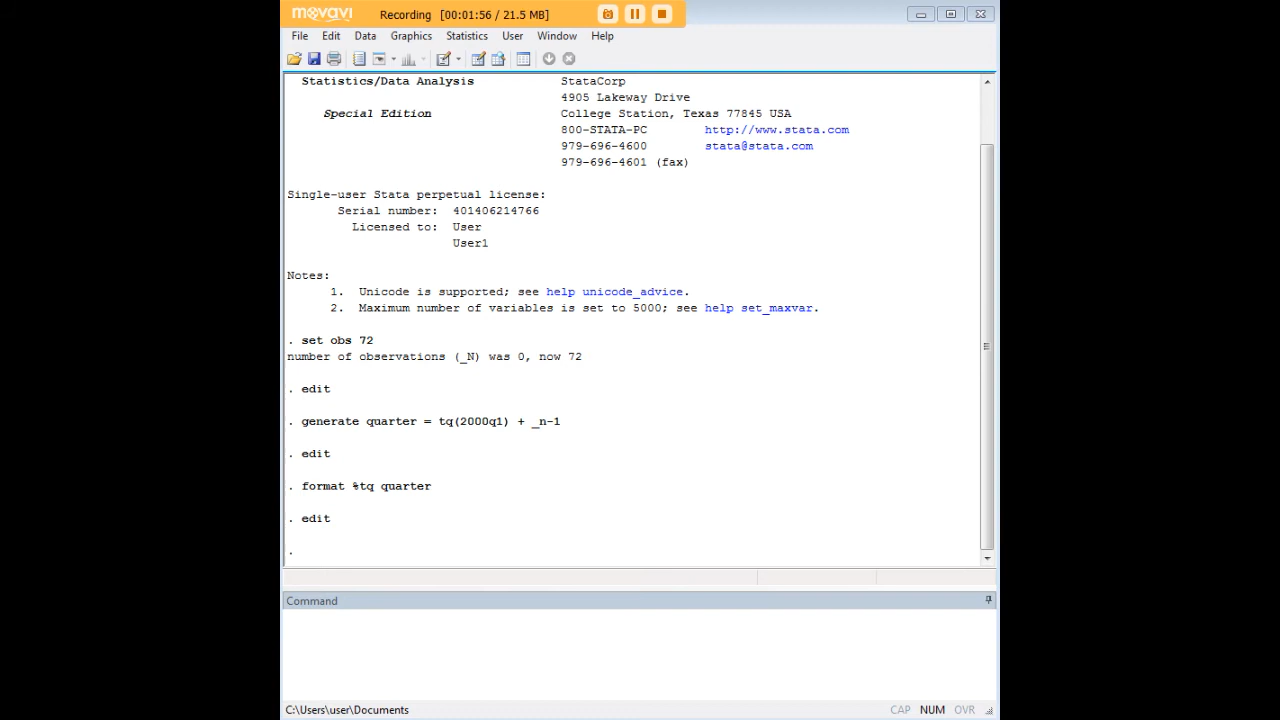 movavi Recording [00:01:56 / 21.5 MB]
File Edit Data Graphics Statistics User Window Help
Statistics/Data Analysis StataCorp
4905 Lakeway Drive
Special Edition College Station, Texas 77845 USA
800-STATA-PC http://www.stata.com
979-696-4600 stata@stata.com
979-696-4601 (fax)
Single-user Stata perpetual license:
Serial number: 401406214766
Licensed to: User
User1
Notes:
1. Unicode is supported; see help unicode_advice.
2. Maximum number of variables is set to 5000; see help set_maxvar.
. set obs 72
number of observations (_N) was 0, now 72
. edit
. generate quarter = tq(2000q1) + _n-1
. edit
. format %tq quarter
. edit
.
Command
C:\Users\user\Documents CAP NUM OVR